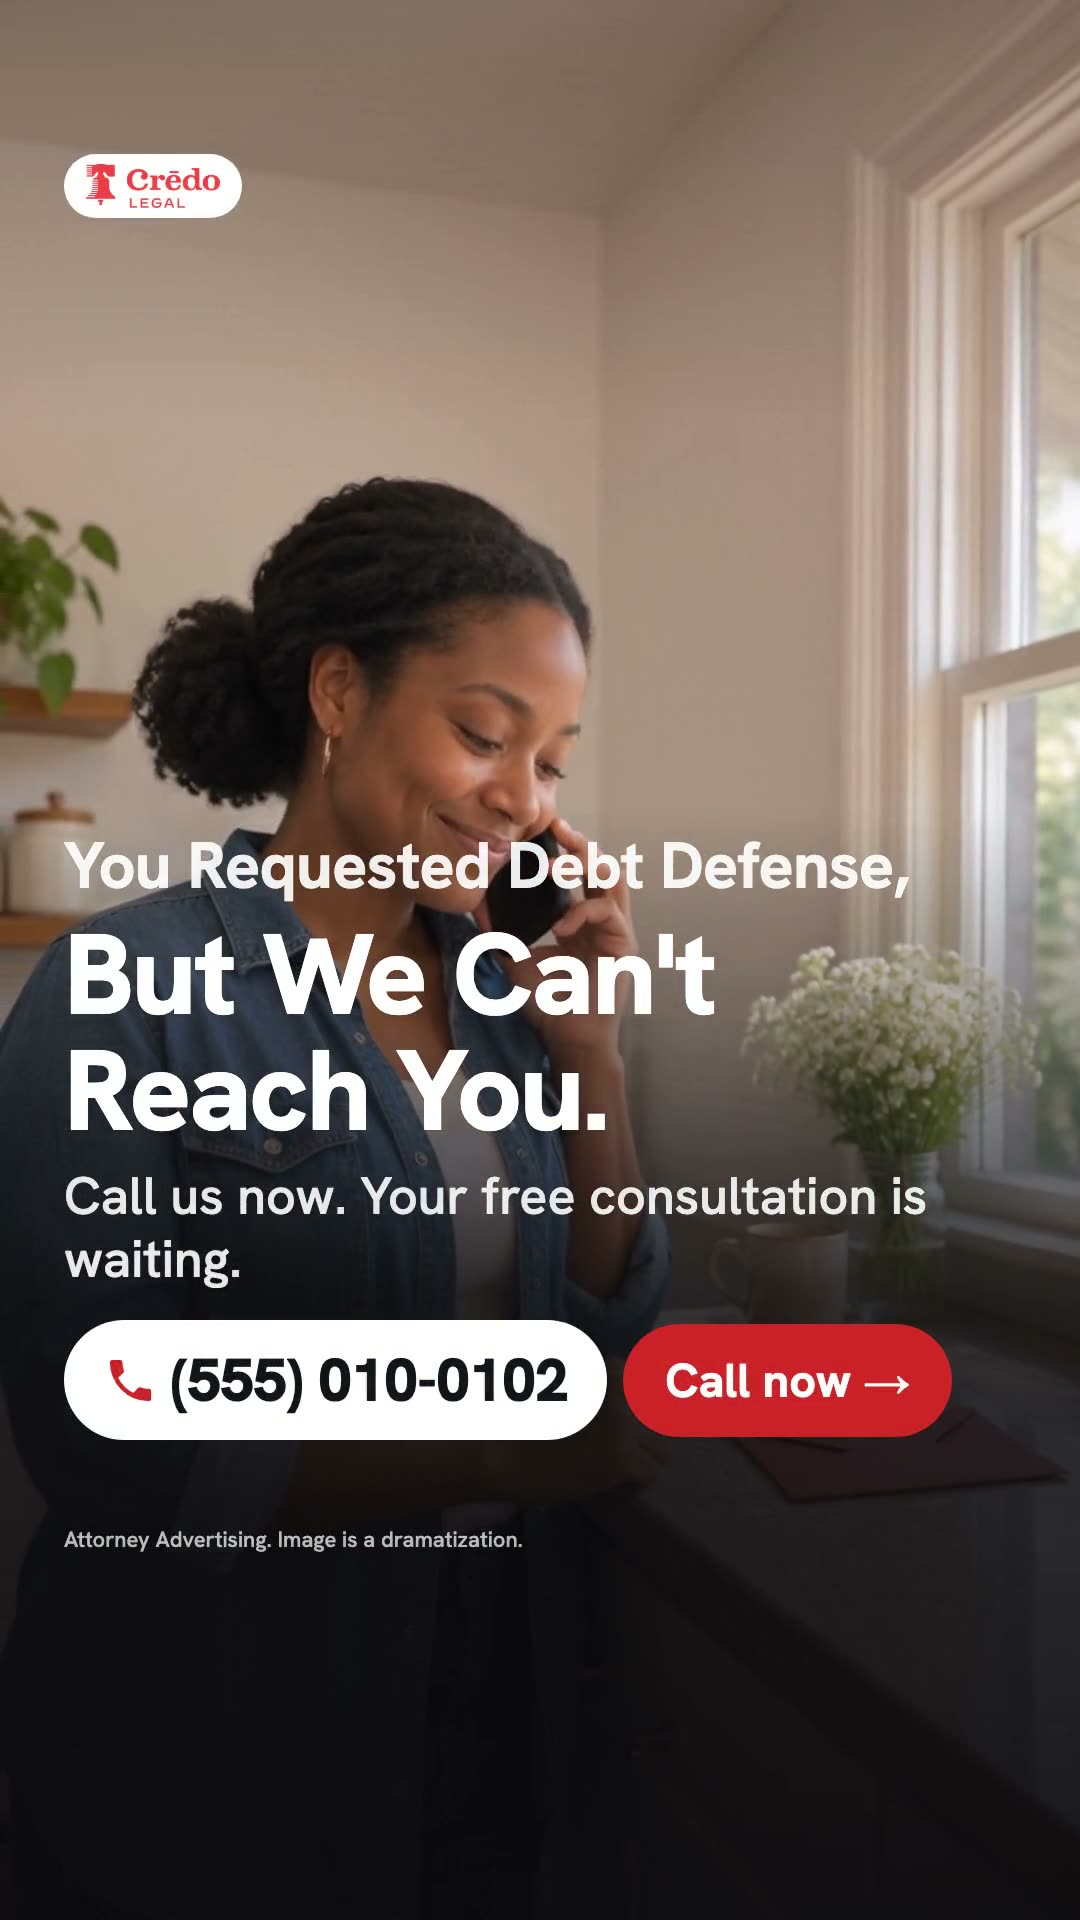 Crēdo
LEGAL
You Requested Debt Defense,
But We Can't
Reach You.
Call us now. Your free consultation is
waiting.
(555) 010-0102
Call now →
Attorney Advertising. Image is a dramatization.